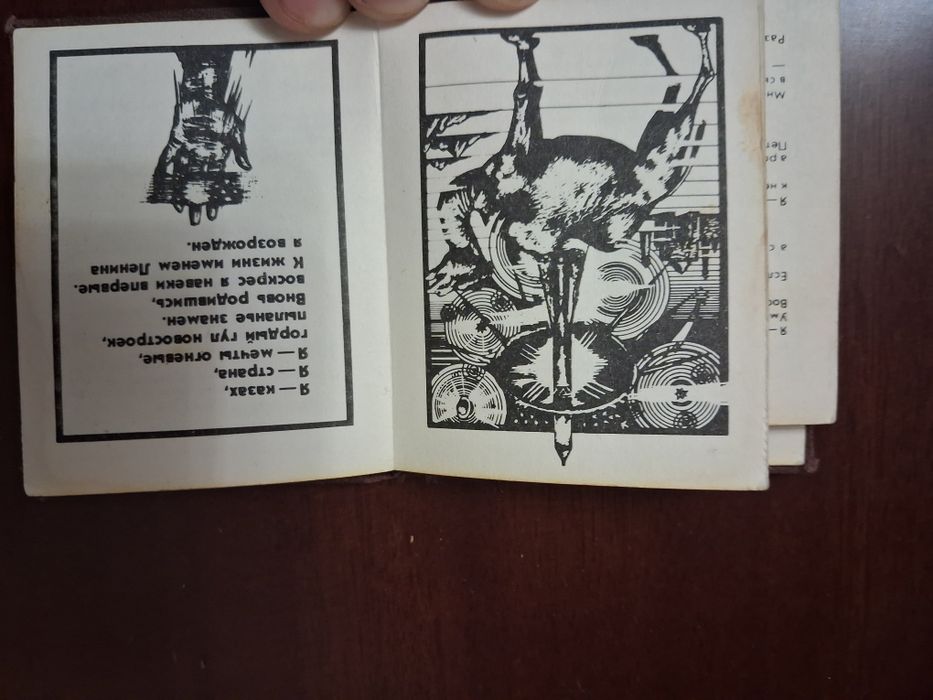 Я — казах,
Я — страна,
Я — мечты огневые,
гордый гул новостроек,
пыланье знамен.
Вновь родившись,
воскрес я навеки впервые.
К жизни именем Ленина
я возрожден.